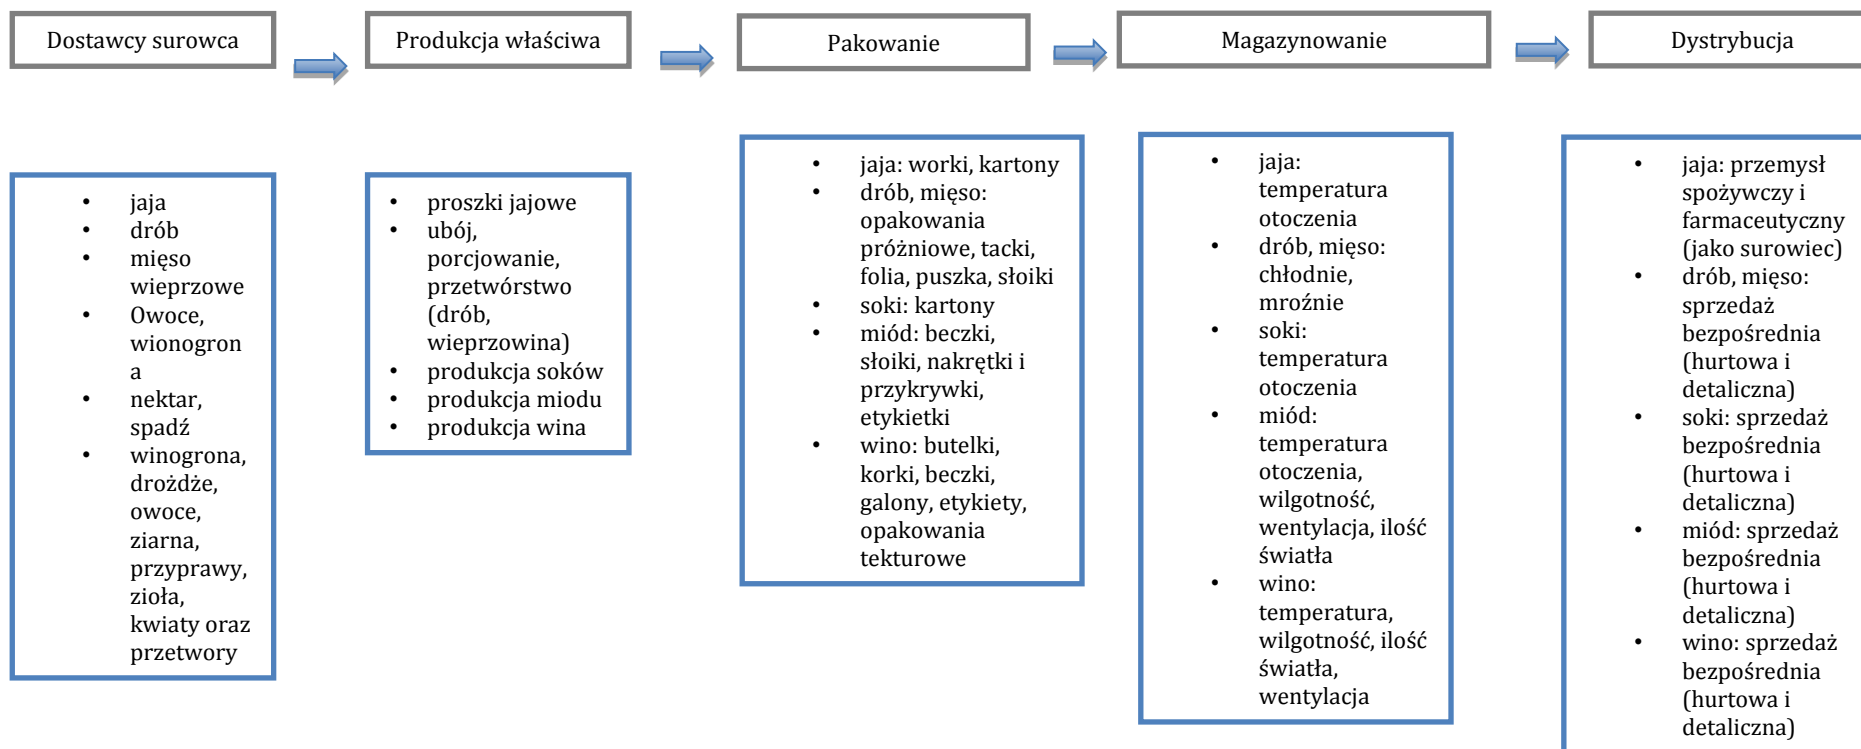 Dostawcy surowca
Produkcja właściwa
Pakowanie
Magazynowanie
Dystrybucja
• jaja
• drób
• mięso
wieprzowe
• Owoce,
wionogron
a
• nektar,
spadź
• winogrona,
drożdże,
owoce,
ziarna,
przyprawy,
zioła,
kwiaty oraz
przetwory
• proszki jajowe
• ubój,
porcjowanie,
przetwórstwo
(drób,
wieprzowina)
• produkcja soków
• produkcja miodu
• produkcja wina
• jaja: worki, kartony
• drób, mięso:
opakowania
próżniowe, tacki,
folia, puszka, słoiki
• soki: kartony
• miód: beczki,
słoiki, nakrętki i
przykrywki,
etykietki
• wino: butelki,
korki, beczki,
galony, etykiety,
opakowania
tekturowe
• jaja:
temperatura
otoczenia
• drób, mięso:
chłodnie,
mroźnie
• soki:
temperatura
otoczenia
• miód:
temperatura
otoczenia,
wilgotność,
wentylacja, ilość
światła
• wino:
temperatura,
wilgotność, ilość
światła,
wentylacja
• jaja: przemysł
spożywczy i
farmaceutyczny
(jako surowiec)
• drób, mięso:
sprzedaż
bezpośrednia
(hurtowa i
detaliczna)
• soki: sprzedaż
bezpośrednia
(hurtowa i
detaliczna)
• miód: sprzedaż
bezpośrednia
(hurtowa i
detaliczna)
• wino: sprzedaż
bezpośrednia
(hurtowa i
detaliczna)